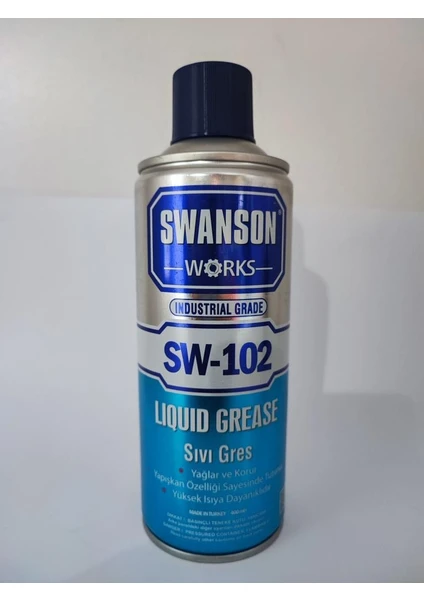 SWANSON
WORKS
INDUSTRIAL GRADE
SW-102
LIQUID GREASE
Sıvı Gres
• Yağlar ve Korur
Yapışkan Özelliği Sayesinde
• Yüksek Isıya Dayanıklıdır
MADE IN TURKEY